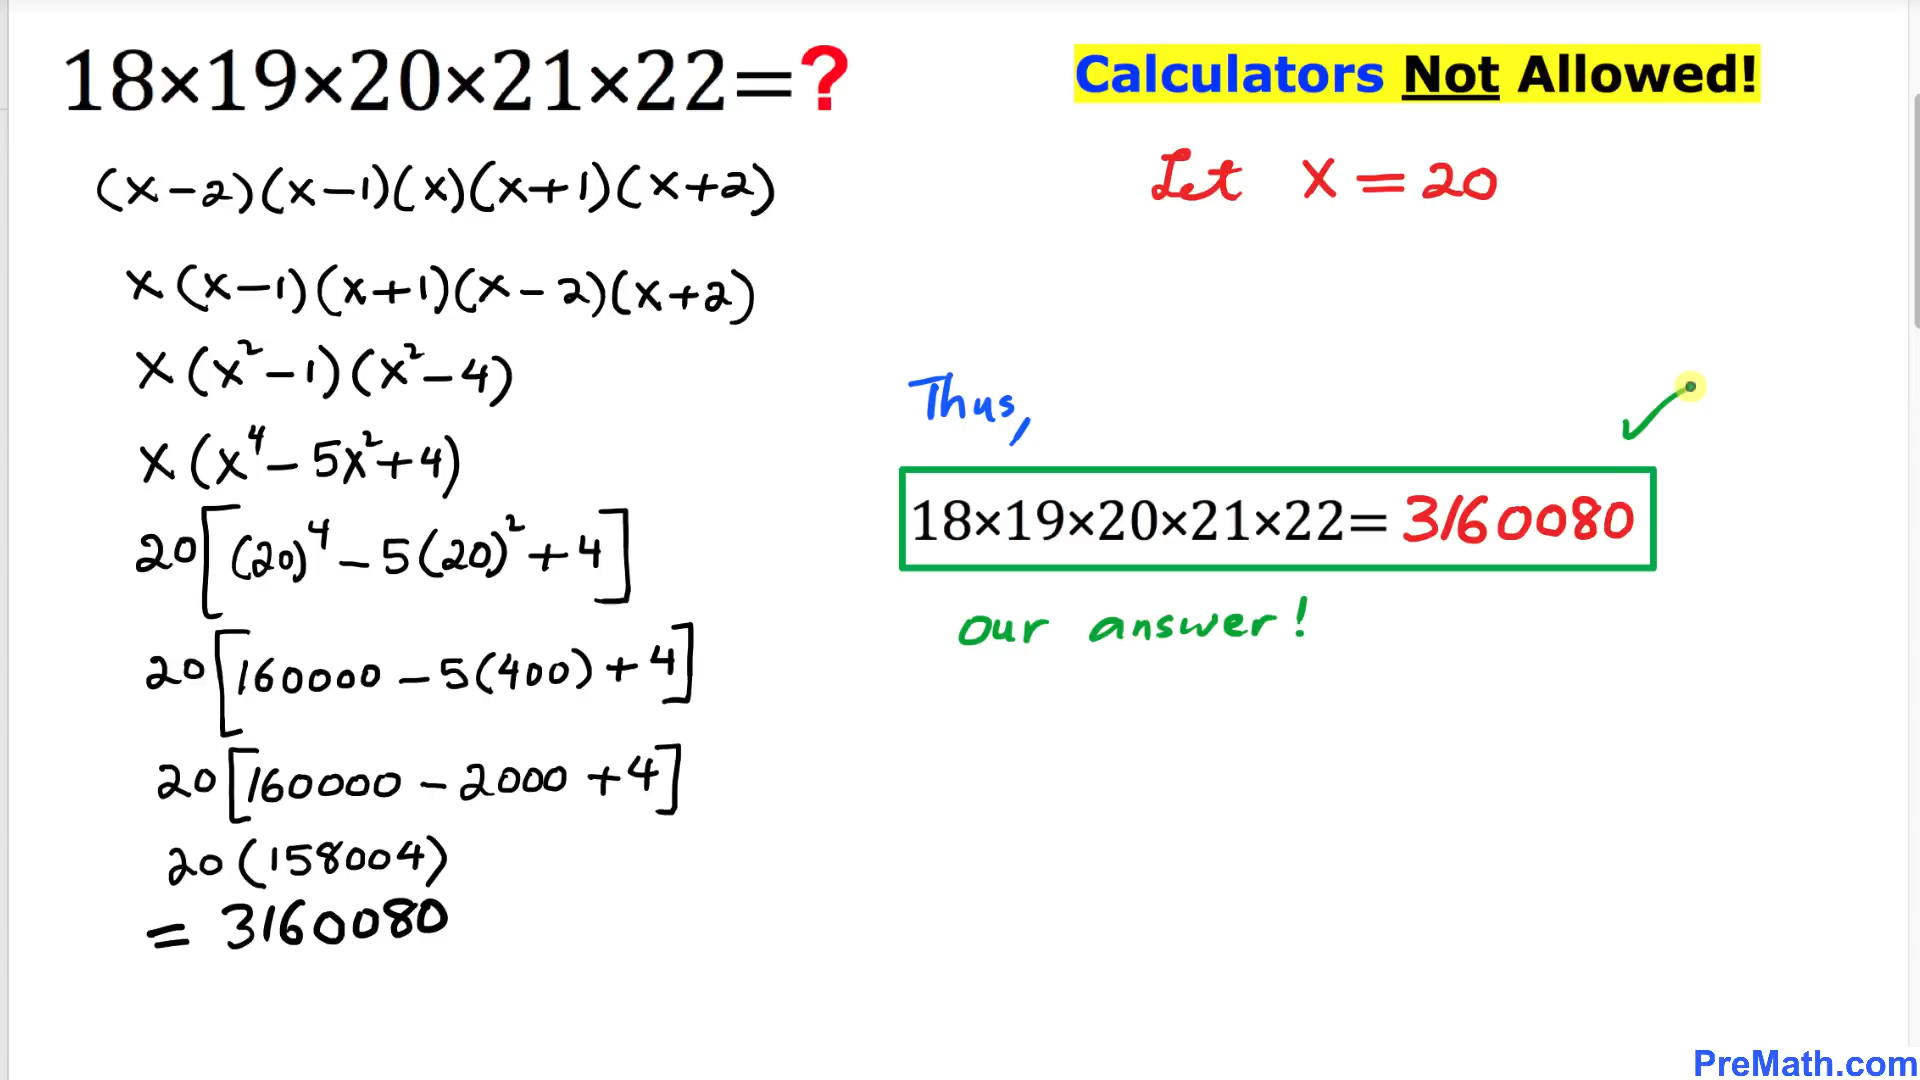 18×19×20×21×22=?
Calculators Not Allowed!
Let x = 20
(x-2)(x-1)(x)(x+1)(x+2)
x(x-1)(x+1)(x-2)(x+2)
x(x²-1)(x²-4)
x(x⁴-5x²+4)
20[(20)⁴-5(20)²+4]
20[160000-5(400)+4]
20[160000-2000+4]
20(158004)
= 3160080
Thus,
18×19×20×21×22= 3160080
our answer!
PreMath.com